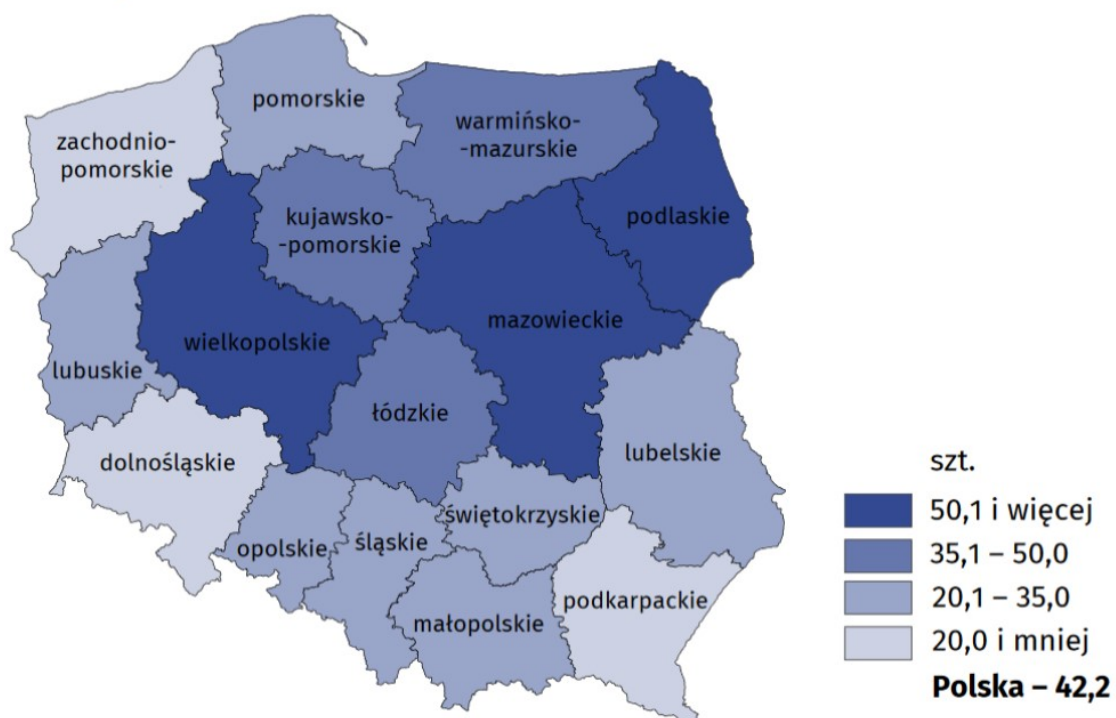 pomorskie
zachodnio-
pomorskie
warmińsko-
-mazurskie
podlaskie
kujawsko-
-pomorskie
mazowieckie
wielkopolskie
lubuskie
łódzkie
dolnośląskie
lubelskie
świętokrzyskie
opolskie
śląskie
podkarpackie
małopolskie
szt.
50,1 i więcej
35,1 – 50,0
20,1 – 35,0
20,0 i mniej
Polska – 42,2